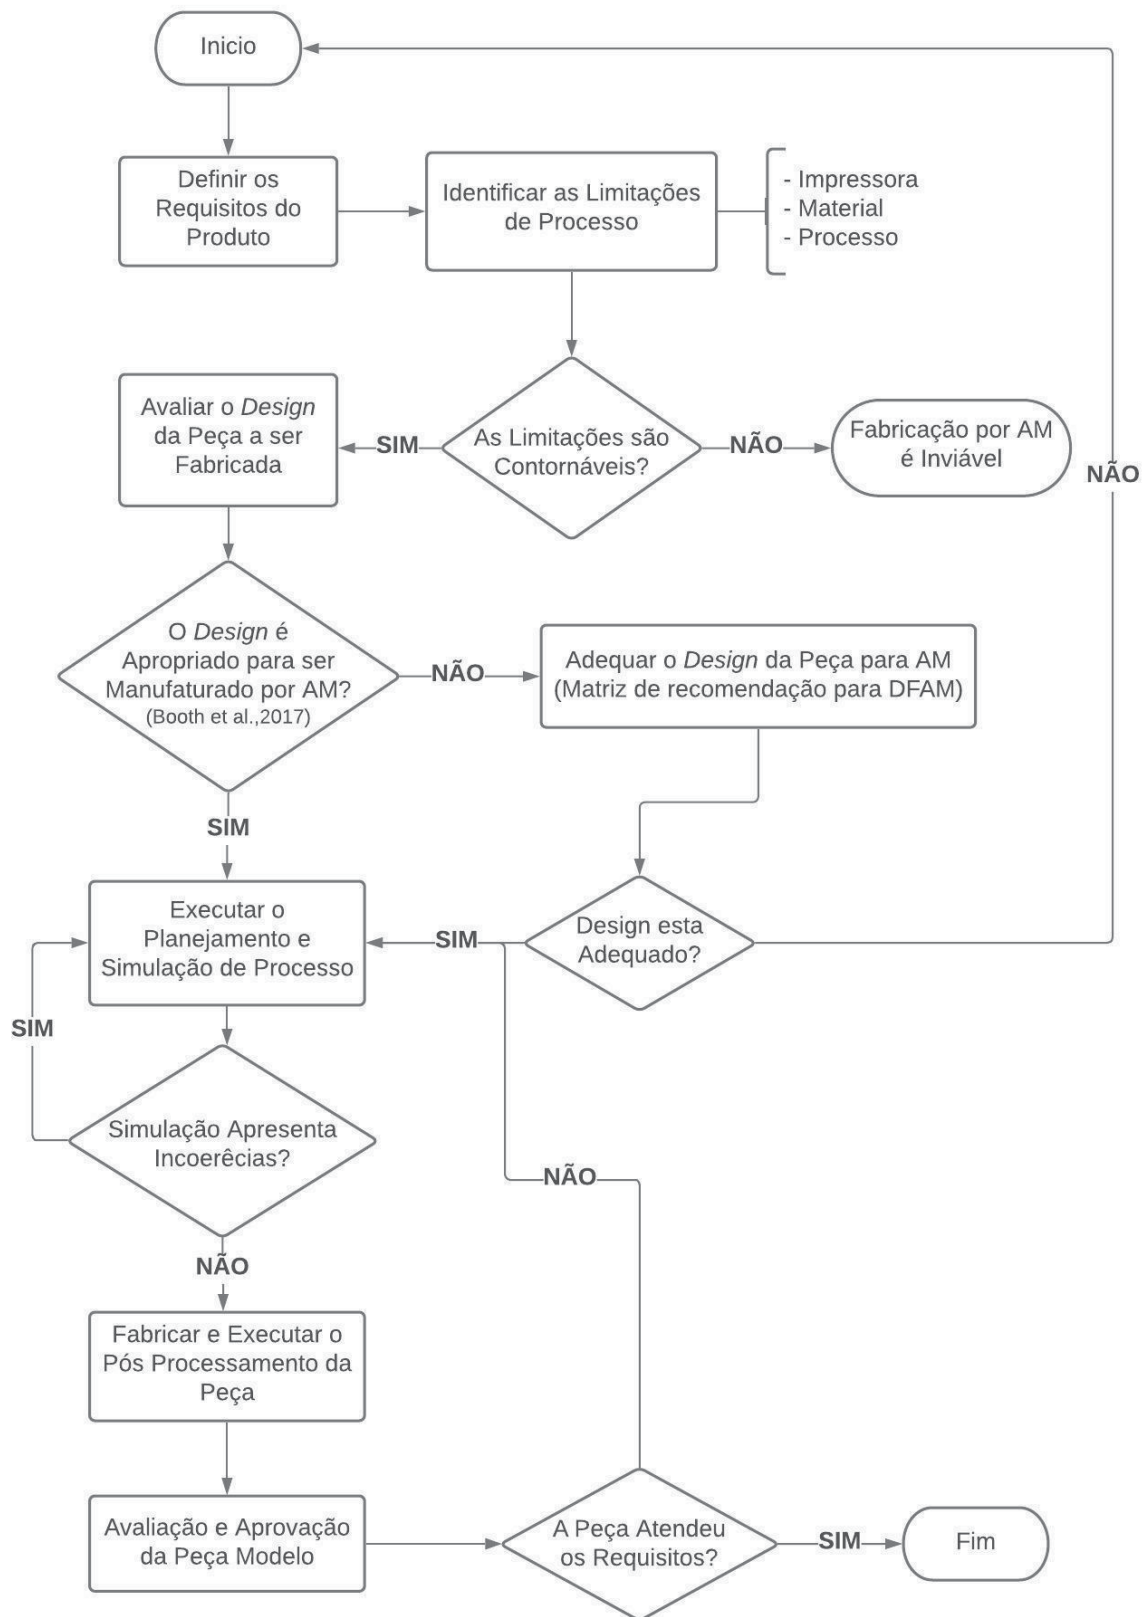 Inicio
Definir os
Requisitos do
Produto
Identificar as Limitações
de Processo
- Impressora
- Material
- Processo
Avaliar o Design
da Peça a ser
Fabricada
SIM
As Limitações são
Contornáveis?
NÃO
Fabricação por AM
é Inviável
NÃO
O Design é
Apropriado para ser
Manufaturado por AM?
(Booth et al.,2017)
NÃO
Adequar o Design da Peça para AM
(Matriz de recomendação para DFAM)
SIM
Executar o
Planejamento e
Simulação de Processo
SIM
Design esta
Adequado?
SIM
Simulação Apresenta
Incoerêcias?
NÃO
NÃO
Fabricar e Executar o
Pós Processamento da
Peça
Avaliação e Aprovação
da Peça Modelo
A Peça Atendeu
os Requisitos?
SIM
Fim